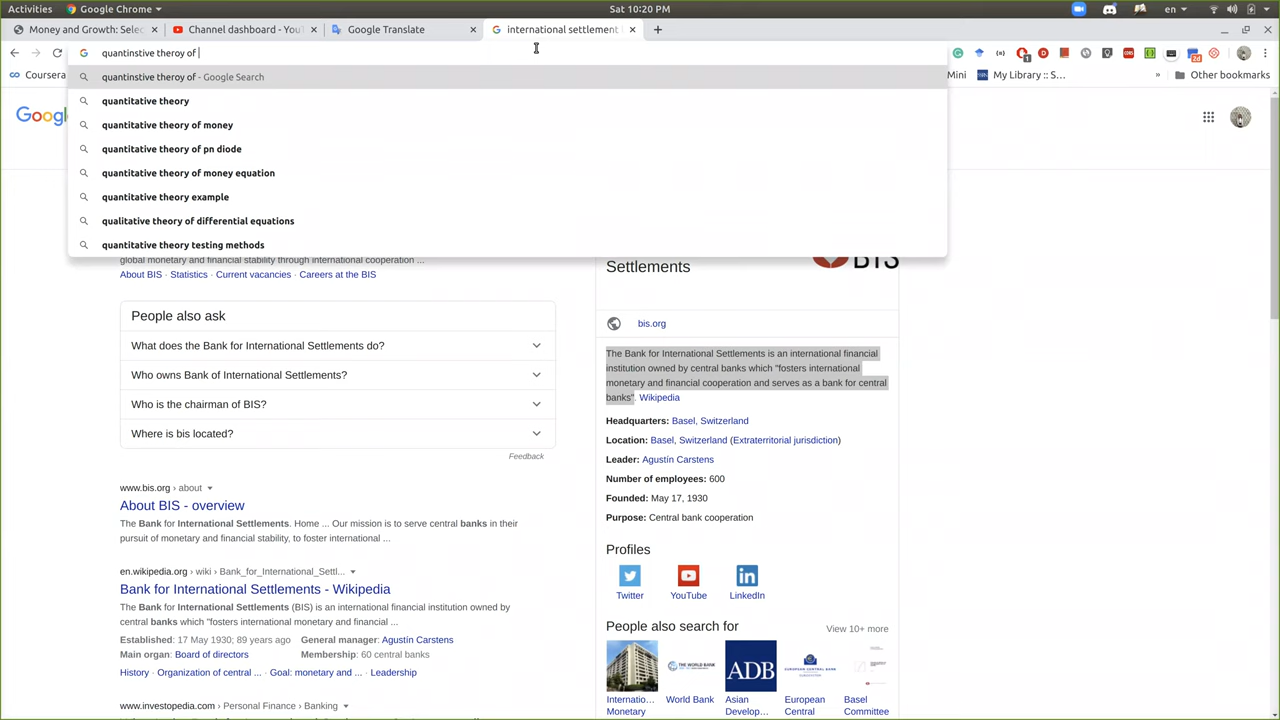 Activities
Google Chrome
Sat 10:20 PM
en
Money and Growth: Selec
Channel dashboard - YouT
Google Translate
international settlement
quantinstive theroy of
2d
Coursera
Mini
My Library :: S...
»
Other bookmarks
quantinstive theroy of - Google Search
quantitative theory
Googl
quantitative theory of money
quantitative theory of pn diode
quantitative theory of money equation
quantitative theory example
qualitative theory of differential equations
quantitative theory testing methods
global monetary and financial stability through international cooperation ...
About BIS · Statistics · Current vacancies · Careers at the BIS
People also ask
What does the Bank for International Settlements do?
Who owns Bank of International Settlements?
Who is the chairman of BIS?
Where is bis located?
Feedback
www.bis.org › about
About BIS - overview
The Bank for International Settlements. Home ... Our mission is to serve central banks in their
pursuit of monetary and financial stability, to foster international ...
en.wikipedia.org › wiki › Bank_for_International_Settl...
Bank for International Settlements - Wikipedia
The Bank for International Settlements (BIS) is an international financial institution owned by
central banks which "fosters international monetary and financial ...
Established: 17 May 1930; 89 years ago
General manager: Agustín Carstens
Main organ: Board of directors
Membership: 60 central banks
History · Organization of central ... · Goal: monetary and ... · Leadership
www.investopedia.com › Personal Finance › Banking
Settlements
BIS
bis.org
The Bank for International Settlements is an international financial
institution owned by central banks which "fosters international
monetary and financial cooperation and serves as a bank for central
banks". Wikipedia
Headquarters: Basel, Switzerland
Location: Basel, Switzerland (Extraterritorial jurisdiction)
Leader: Agustín Carstens
Number of employees: 600
Founded: May 17, 1930
Purpose: Central bank cooperation
Profiles
Twitter
YouTube
LinkedIn
People also search for
View 10+ more
THE WORLD BANK
ADB
Internatio...
Monetary
World Bank
Asian
Develop...
European
Central
Basel
Committee